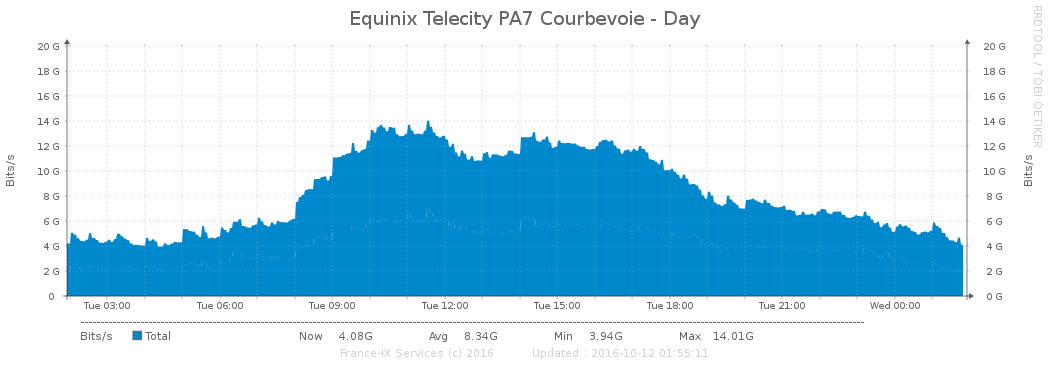 Equinix Telecity PA7 Courbevoie - Day
RRDTOOL / TOBI OETIKER
20 G 20 G
18 G 18 G
16 G 16 G
14 G 14 G
12 G 12 G
10 G 10 G
8 G 8 G
6 G 6 G
4 G 4 G
2 G 2 G
0 0 G
Bits/s
Bits/s
Tue 03:00 Tue 06:00 Tue 09:00 Tue 12:00 Tue 15:00 Tue 18:00 Tue 21:00 Wed 00:00
Bits/s Total Now 4.08G Avg 8.34G Min 3.94G Max 14.01G
France-IX Services (c) 2016 Updated : 2016-10-12 01:55:11